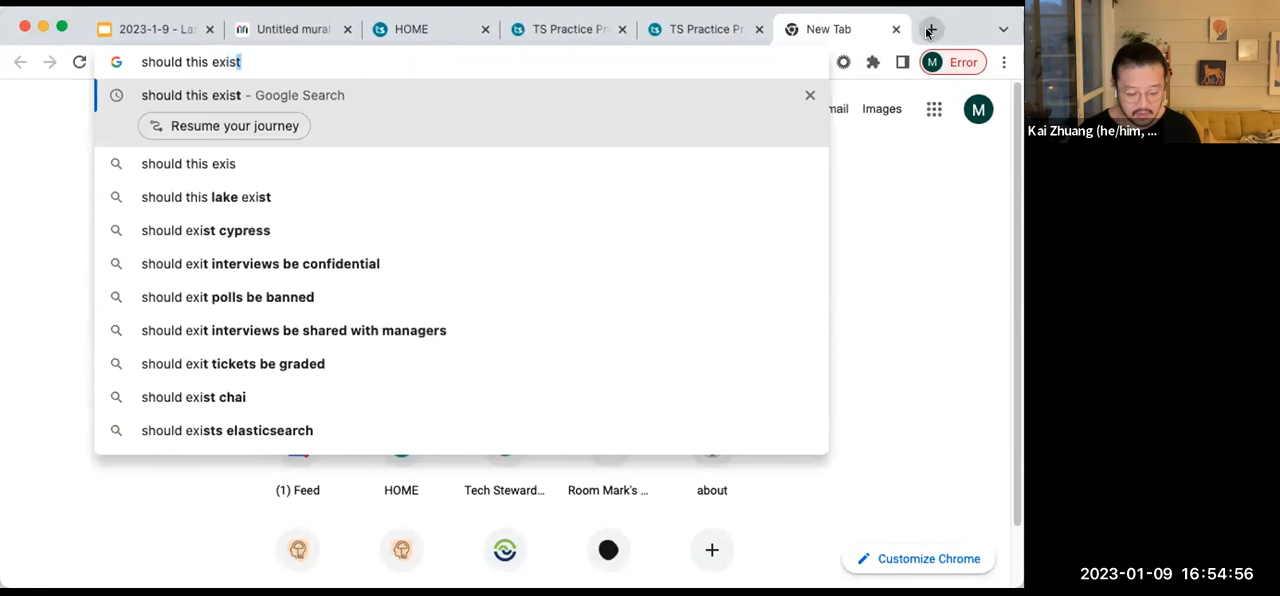 2023-1-9 - La
Untitled mural
HOME
TS Practice Pr
TS Practice Pr
New Tab
should this exist
M
Error
should this exist - Google Search
Resume your journey
mail
Images
M
Kai Zhuang (he/him, ...
should this exis
should this lake exist
should exist cypress
should exit interviews be confidential
should exit polls be banned
should exit interviews be shared with managers
should exit tickets be graded
should exist chai
should exists elasticsearch
(1) Feed
HOME
Tech Steward...
Room Mark's ...
about
Customize Chrome
2023-01-09 16:54:56